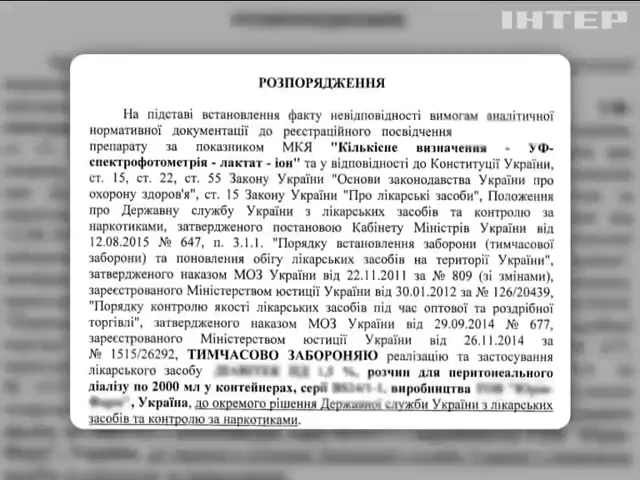 ІНТЕР
РОЗПОРЯДЖЕННЯ
На підставі встановлення факту невідповідності вимогам аналітичної
нормативної документації до реєстраційного посвідчення
препарату за показником МКЯ "Кількісне визначення - УФ-
спектрофотометрія - лактат - іон" та у відповідності до Конституції України,
ст. 15, ст. 22, ст. 55 Закону України "Основи законодавства України про
охорону здоров'я", ст. 15 Закону України "Про лікарські засоби", Положення
про Державну службу України з лікарських засобів та контролю за
наркотиками, затвердженого постановою Кабінету Міністрів України від
12.08.2015 № 647, п. 3.1.1. "Порядку встановлення заборони (тимчасової
заборони) та поновлення обігу лікарських засобів на території України",
затвердженого наказом МОЗ України від 22.11.2011 за № 809 (зі змінами),
зареєстрованого Міністерством юстиції України від 30.01.2012 за № 126/20439,
"Порядку контролю якості лікарських засобів під час оптової та роздрібної
торгівлі", затвердженого наказом МОЗ України від 29.09.2014 № 677,
зареєстрованого Міністерством юстиції України від 26.11.2014 за
№ 1515/26292, ТИМЧАСОВО ЗАБОРОНЯЮ реалізацію та застосування
лікарського засобу розчин для перитонеального
діалізу по 2000 мл у контейнерах, серії виробництва
Україна, до окремого рішення Державної служби України з лікарських
засобів та контролю за наркотиками.